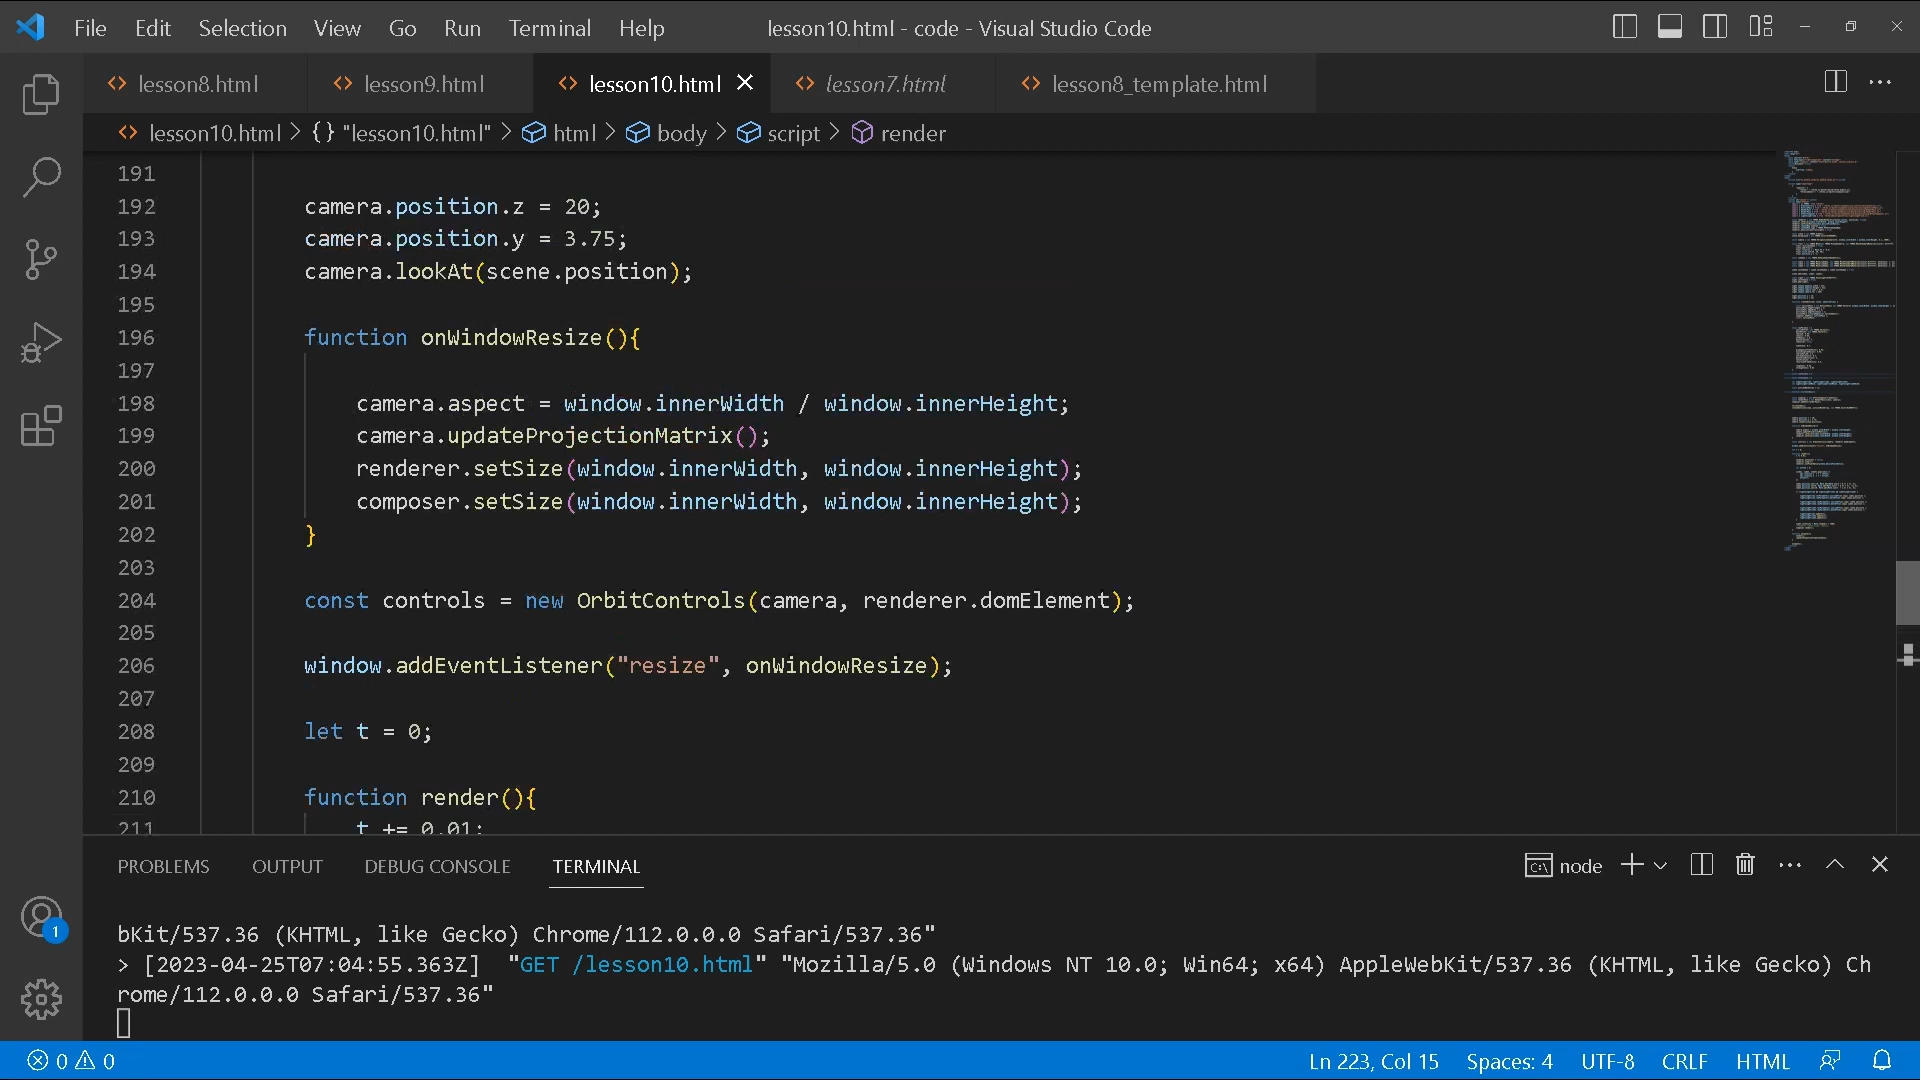 File Edit Selection View Go Run Terminal Help lesson10.html - code - Visual Studio Code
lesson8.html lesson9.html lesson10.html lesson7.html lesson8_template.html
lesson10.html > {} "lesson10.html" > html > body > script > render
191
192 camera.position.z = 20;
193 camera.position.y = 3.75;
194 camera.lookAt(scene.position);
195
196 function onWindowResize(){
197
198 camera.aspect = window.innerWidth / window.innerHeight;
199 camera.updateProjectionMatrix();
200 renderer.setSize(window.innerWidth, window.innerHeight);
201 composer.setSize(window.innerWidth, window.innerHeight);
202 }
203
204 const controls = new OrbitControls(camera, renderer.domElement);
205
206 window.addEventListener("resize", onWindowResize);
207
208 let t = 0;
209
210 function render(){
211 t += 0.01;
PROBLEMS OUTPUT DEBUG CONSOLE TERMINAL node
bKit/537.36 (KHTML, like Gecko) Chrome/112.0.0.0 Safari/537.36"
> [2023-04-25T07:04:55.363Z]  "GET /lesson10.html" "Mozilla/5.0 (Windows NT 10.0; Win64; x64) AppleWebKit/537.36 (KHTML, like Gecko) Ch
rome/112.0.0.0 Safari/537.36"
1
0 0 Ln 223, Col 15 Spaces: 4 UTF-8 CRLF HTML